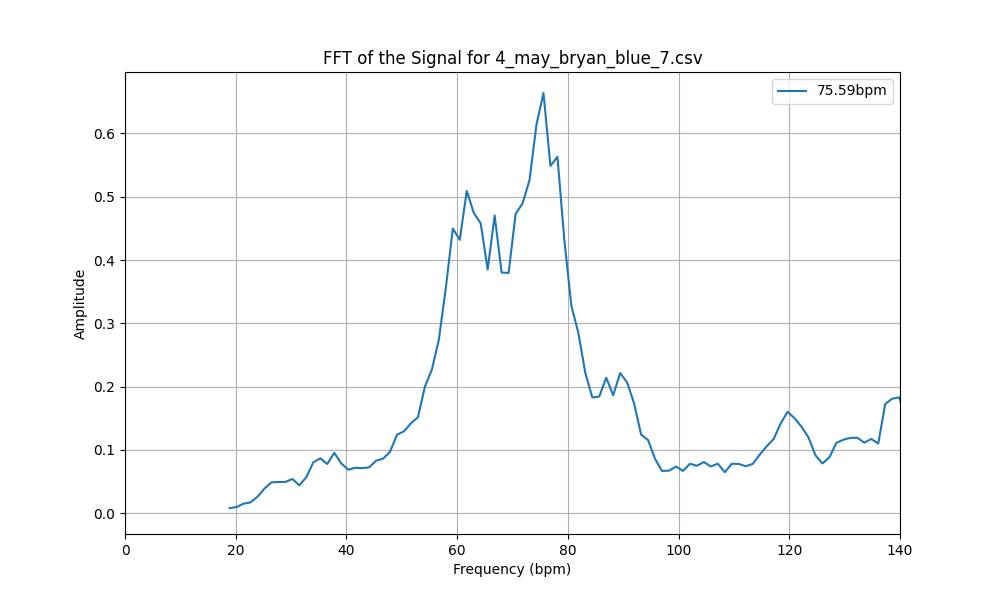 FFT of the Signal for 4_may_bryan_blue_7.csv
75.59bpm
Amplitude
0.6
0.5
0.4
0.3
0.2
0.1
0.0
0 20 40 60 80 100 120 140
Frequency (bpm)